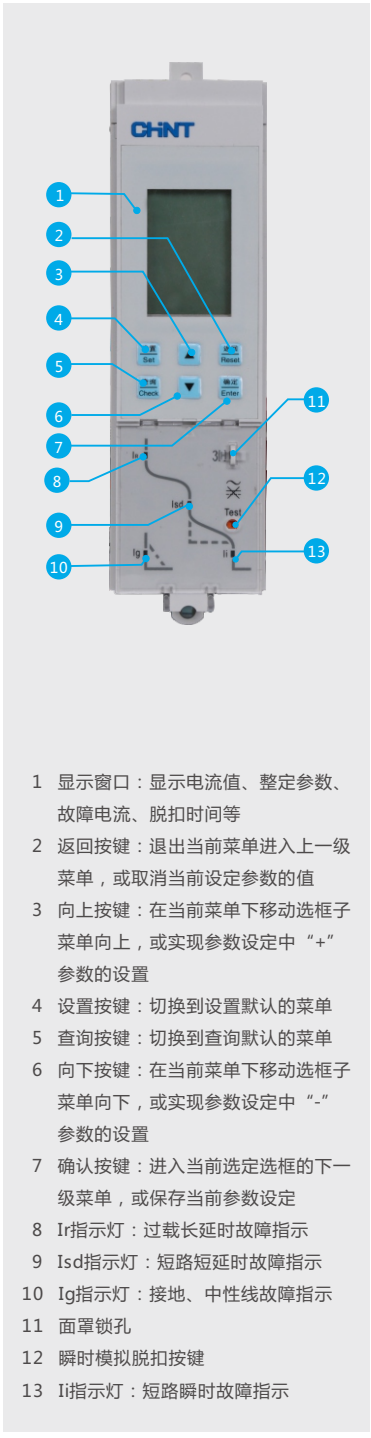 CHiNT
1
2
3
4
Set
Reset
5
Check
确定
Enter
6
7
11
8
12
Isd
9
Test
Ig
Ii
10
13
1 显示窗口：显示电流值、整定参数、
故障电流、脱扣时间等
2 返回按键：退出当前菜单进入上一级
菜单，或取消当前设定参数的值
3 向上按键：在当前菜单下移动选框子
菜单向上，或实现参数设定中“+”
参数的设置
4 设置按键：切换到设置默认的菜单
5 查询按键：切换到查询默认的菜单
6 向下按键：在当前菜单下移动选框子
菜单向下，或实现参数设定中“-”
参数的设置
7 确认按键：进入当前选定选框的下一
级菜单，或保存当前参数设定
8 Ir指示灯：过载长延时故障指示
9 Isd指示灯：短路短延时故障指示
10 Ig指示灯：接地、中性线故障指示
11 面罩锁孔
12 瞬时模拟脱扣按键
13 Ii指示灯：短路瞬时故障指示